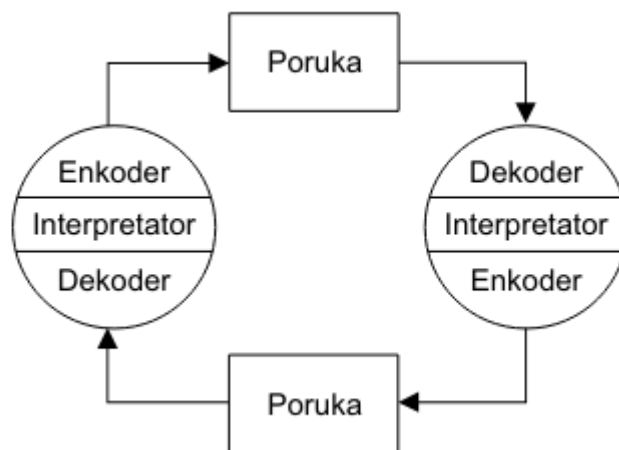 Poruka
Enkoder
Interpretator
Dekoder
Dekoder
Interpretator
Enkoder
Poruka